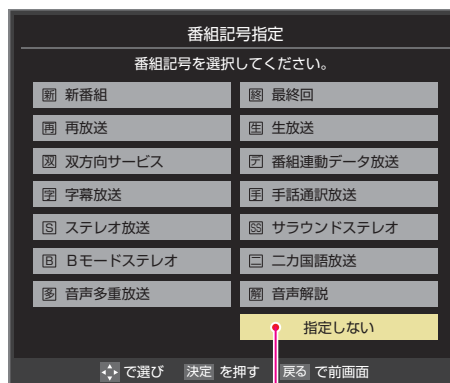 番組記号指定
番組記号を選択してください。
新 新番組 終 最終回
再 再放送 生 生放送
双 双方向サービス デ 番組連動データ放送
字 字幕放送 手 手話通訳放送
S ステレオ放送 SS サラウンドステレオ
B Bモードステレオ 二 二カ国語放送
多 音声多重放送 解 音声解説
指定しない
で選び 決定 を押す 戻る で前画面